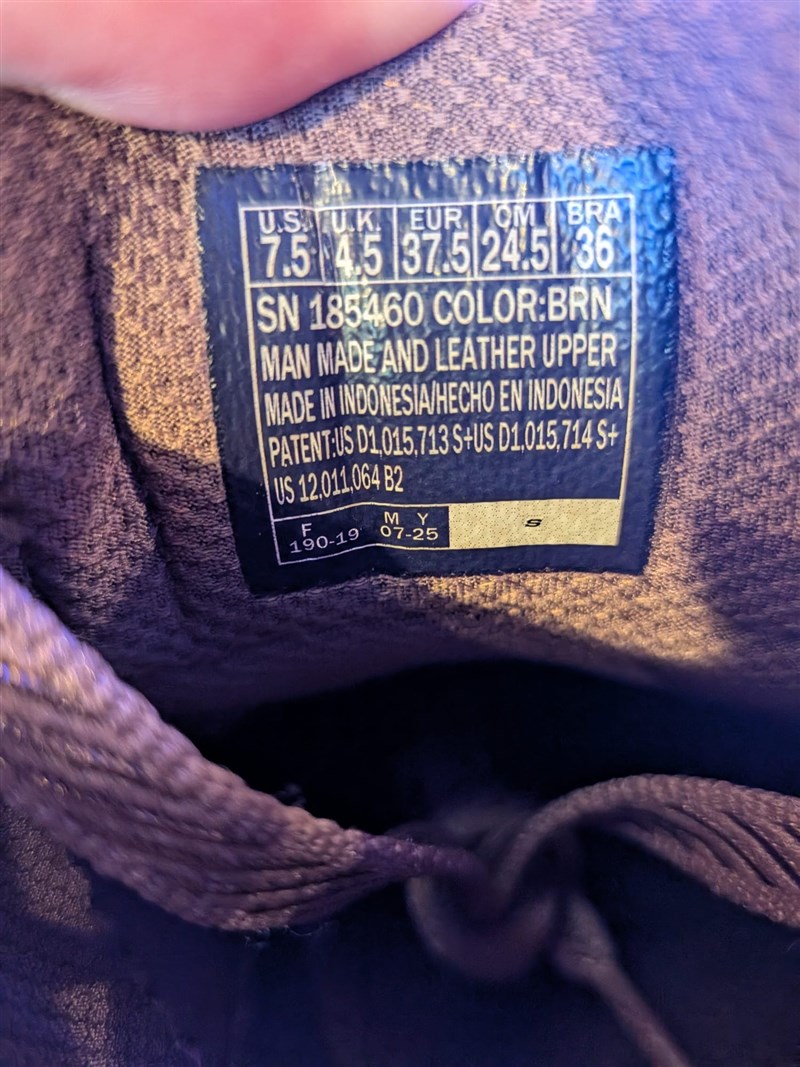 U.S. U.K. EUR CM BRA
7.5 4.5 37.5 24.5 36
SN 185460 COLOR:BRN
MAN MADE AND LEATHER UPPER
MADE IN INDONESIA/HECHO EN INDONESIA
PATENT:US D1,015,713 S+US D1,015,714 S+
US 12,011,064 B2
F M Y
190-19 07-25
S